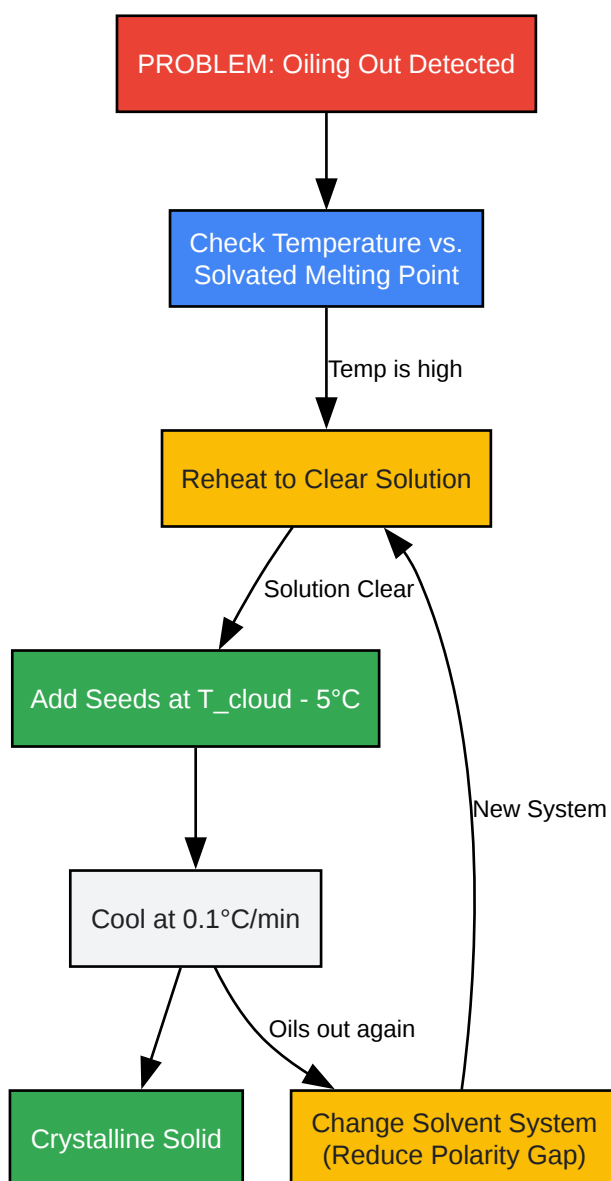 PROBLEM: Oiling Out Detected
Check Temperature vs.
Solvated Melting Point
Temp is high
Reheat to Clear Solution
Solution Clear
Add Seeds at T_cloud - 5°C
New System
Cool at 0.1°C/min
Oils out again
Crystalline Solid
Change Solvent System
(Reduce Polarity Gap)